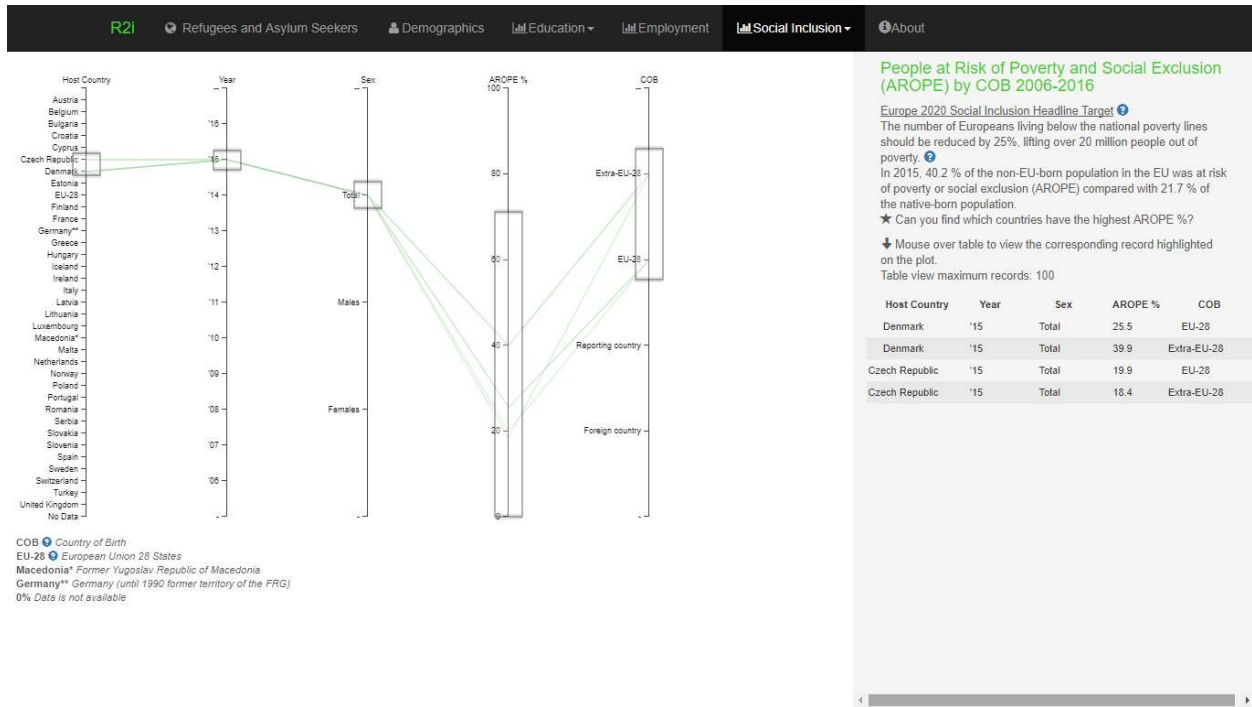 R2i Refugees and Asylum Seekers Demographics Education Employment Social Inclusion About
Host Country Year Sex AROPE % COB
Austria
Belgium
Bulgaria
Croatia
Cyprus
Czech Republic
Denmark
Estonia
EU-28
Finland
France
Germany**
Greece
Hungary
Iceland
Ireland
Italy
Latvia
Lithuania
Luxembourg
Macedonia*
Malta
Netherlands
Norway
Poland
Portugal
Romania
Serbia
Slovakia
Slovenia
Spain
Sweden
Switzerland
Turkey
United Kingdom
No Data
--
'16
'15
'14
'13
'12
'11
'10
'09
'08
'07
'06
-
--
Total
Males
Females
-
100
80
60
40
20
0
--
Extra-EU-28
EU-28
Reporting country
Foreign country
-
COB Country of Birth
EU-28 European Union 28 States
Macedonia* Former Yugoslav Republic of Macedonia
Germany** Germany (until 1990 former territory of the FRG)
0% Data is not available
People at Risk of Poverty and Social Exclusion
(AROPE) by COB 2006-2016
Europe 2020 Social Inclusion Headline Target
The number of Europeans living below the national poverty lines
should be reduced by 25%, lifting over 20 million people out of
poverty.
In 2015, 40.2 % of the non-EU-born population in the EU was at risk
of poverty or social exclusion (AROPE) compared with 21.7 % of
the native-born population.
★ Can you find which countries have the highest AROPE %?
Mouse over table to view the corresponding record highlighted
on the plot.
Table view maximum records: 100
Host Country Year Sex AROPE % COB
Denmark '15 Total 25.5 EU-28
Denmark '15 Total 39.9 Extra-EU-28
Czech Republic '15 Total 19.9 EU-28
Czech Republic '15 Total 18.4 Extra-EU-28